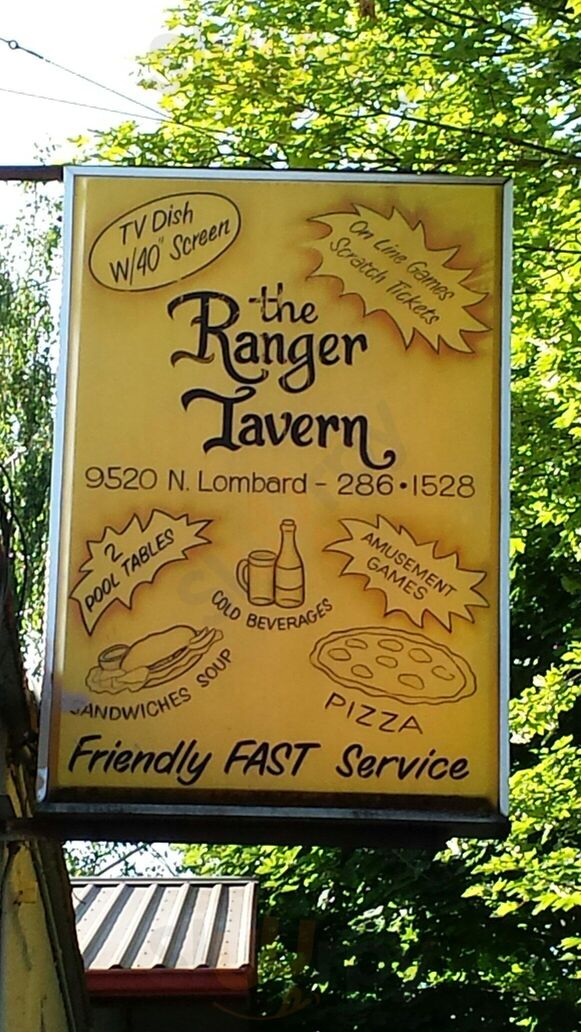 TV Dish
W/40" Screen
On Line Games
Scratch Tickets
the
Ranger
Tavern
9520 N. Lombard - 286•1528
2
POOL TABLES
AMUSEMENT
GAMES
COLD BEVERAGES
SANDWICHES SOUP
PIZZA
Friendly FAST Service